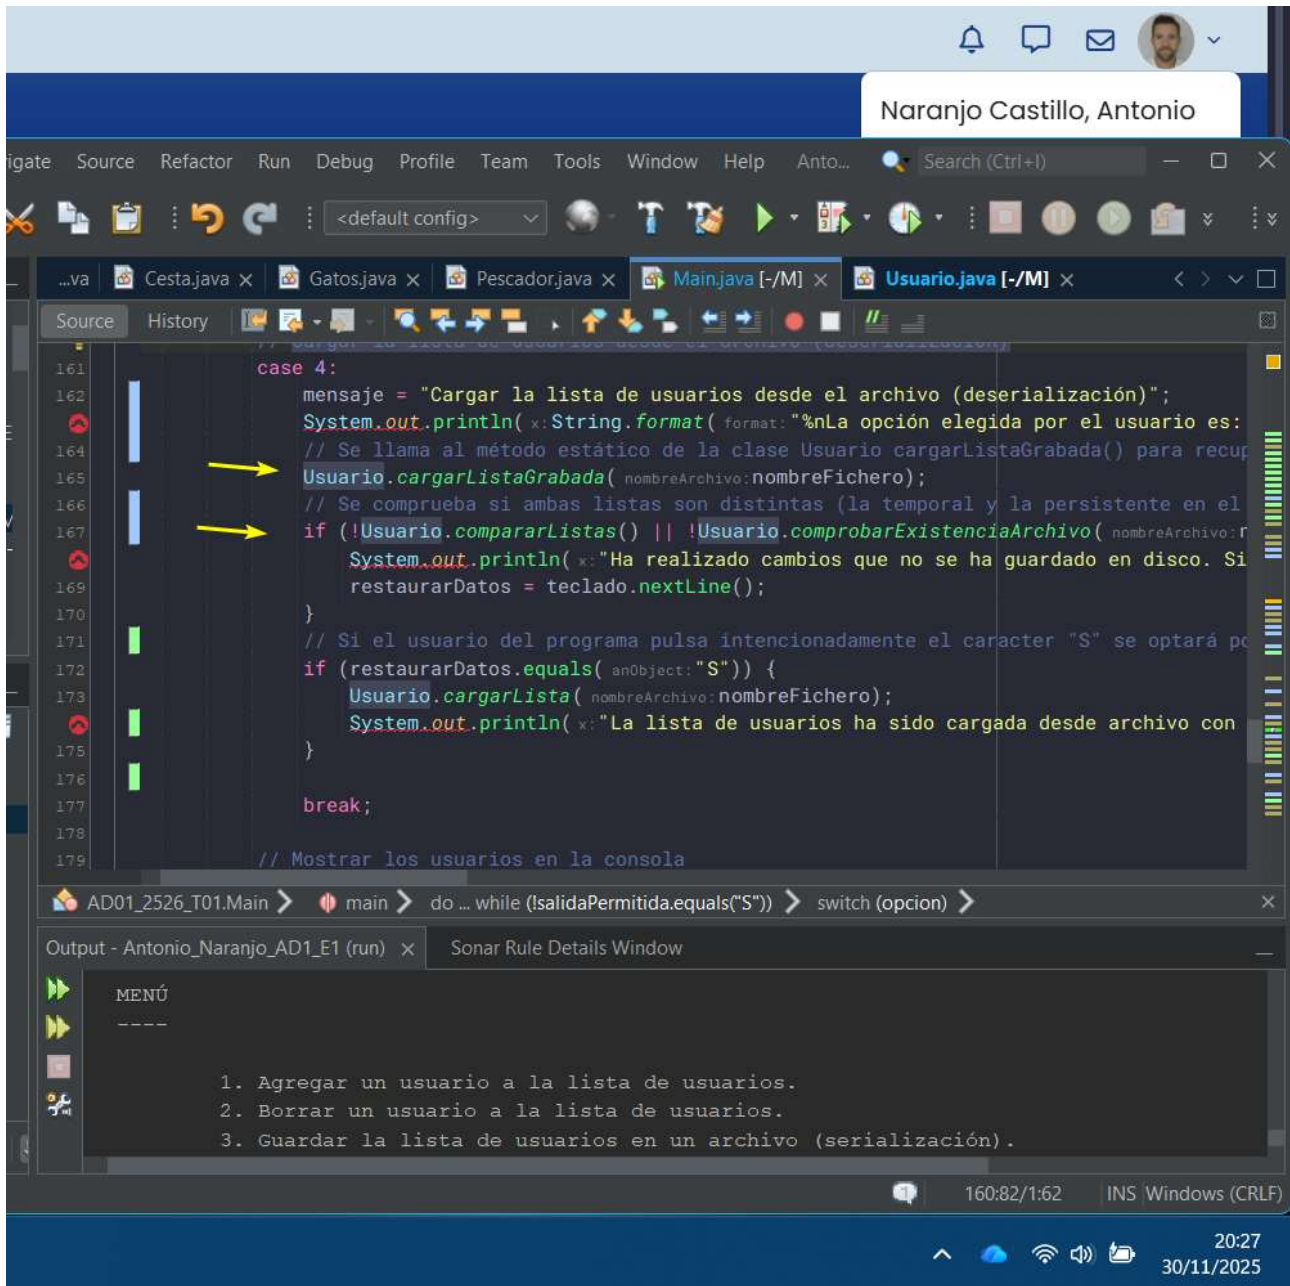 Naranjo Castillo, Antonio
igate Source Refactor Run Debug Profile Team Tools Window Help Anto... Search (Ctrl+I)
<default config>
...va Cesta.java Gatos.java Pescador.java Main.java [-/M] Usuario.java [-/M]
Source History
// Cargar la lista de usuarios desde el archivo (deserialización)
161 case 4:
162 mensaje = "Cargar la lista de usuarios desde el archivo (deserialización)";
System.out.println( x: String.format( format: "%nLa opción elegida por el usuario es:
164 // Se llama al método estático de la clase Usuario cargarListaGrabada() para recup
165 Usuario.cargarListaGrabada( nombreArchivo: nombreFichero);
166 // Se comprueba si ambas listas son distintas (la temporal y la persistente en el
167 if (!Usuario.compararListas() || !Usuario.comprobarExistenciaArchivo( nombreArchivo: r
System.out.println( x: "Ha realizado cambios que no se ha guardado en disco. Si
169 restaurarDatos = teclado.nextLine();
170 }
171 // Si el usuario del programa pulsa intencionadamente el caracter "S" se optará po
172 if (restaurarDatos.equals( anObject: "S")) {
173 Usuario.cargarLista( nombreArchivo: nombreFichero);
System.out.println( x: "La lista de usuarios ha sido cargada desde archivo con
175 }
176
177 break;
178
179 // Mostrar los usuarios en la consola
AD01_2526_T01.Main main do ... while (!salidaPermitida.equals("S")) switch (opcion)
Output - Antonio_Naranjo_AD1_E1 (run) Sonar Rule Details Window
MENÚ
----
1. Agregar un usuario a la lista de usuarios.
2. Borrar un usuario a la lista de usuarios.
3. Guardar la lista de usuarios en un archivo (serialización).
1 160:82/1:62 INS Windows (CRLF)
20:27
30/11/2025